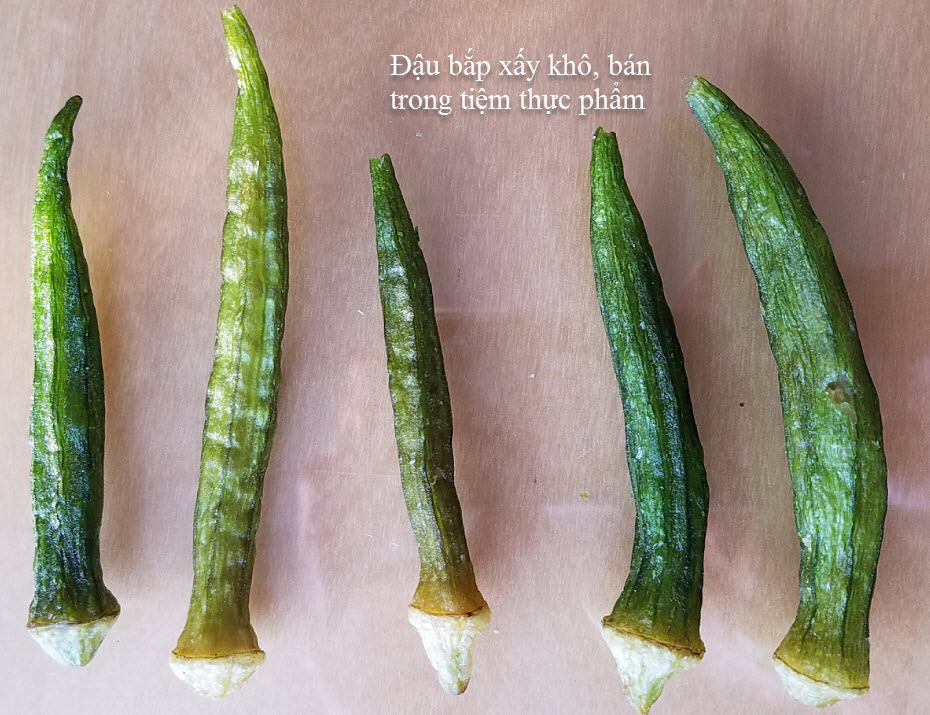 Đậu bắp xấy khô, bán
trong tiệm thực phẩm